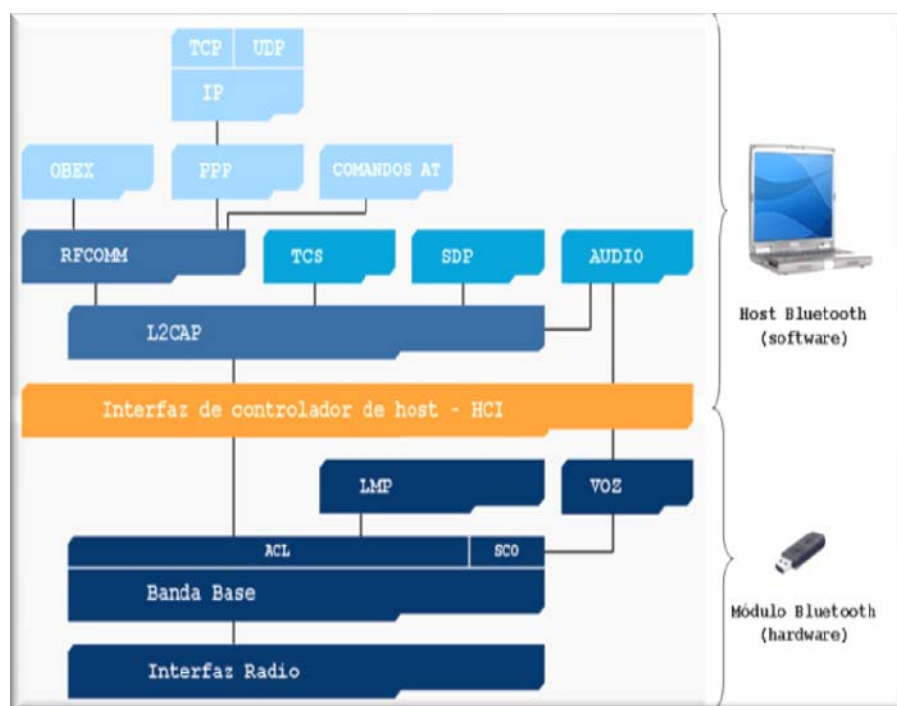 TCP UDP
IP
OBEX PPP COMANDOS AT
RFCOMM TCS SDP AUDIO
L2CAP
Interfaz de controlador de host - HCI
LMP VOZ
ACL SCO
Banda Base
Interfaz Radio
Host Bluetooth
(software)
Módulo Bluetooth
(hardware)